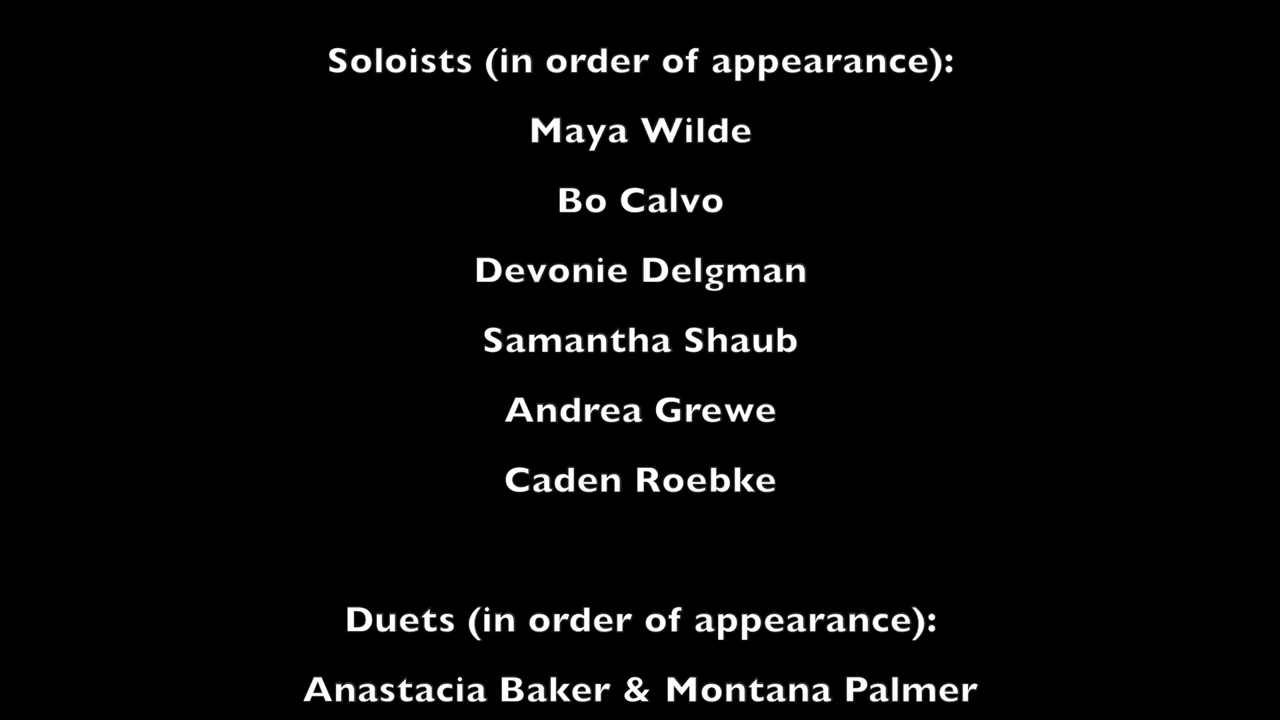 Soloists (in order of appearance):
Maya Wilde
Bo Calvo
Devonie Delgman
Samantha Shaub
Andrea Grewe
Caden Roebke
Duets (in order of appearance):
Anastacia Baker & Montana Palmer